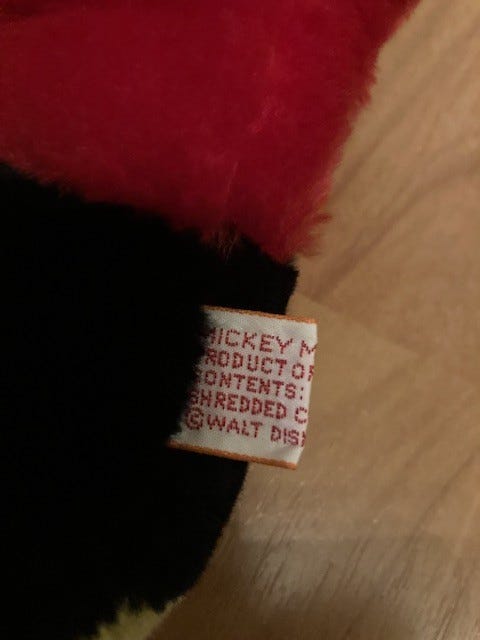 MICKEY M
PRODUCT OF
CONTENTS:
SHREDDED C
©WALT DIS